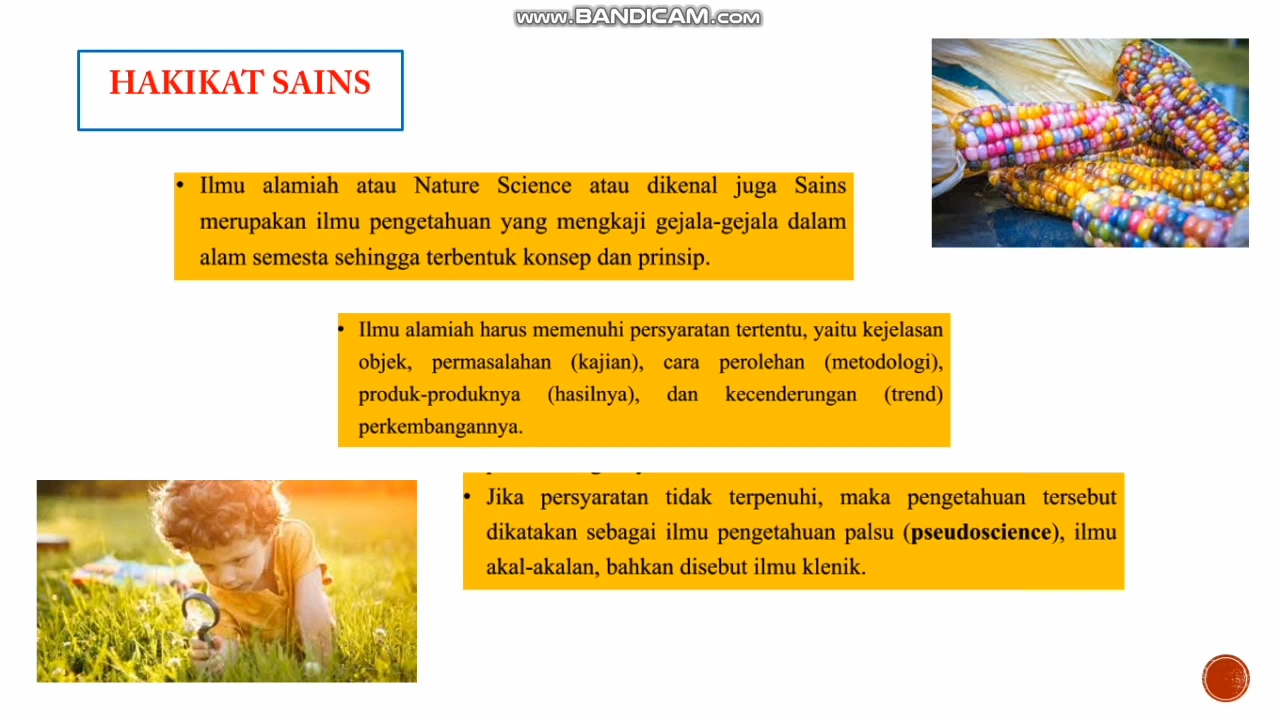 www.BANDICAM.com
HAKIKAT SAINS
• Ilmu alamiah atau Nature Science atau dikenal juga Sains
merupakan ilmu pengetahuan yang mengkaji gejala-gejala dalam
alam semesta sehingga terbentuk konsep dan prinsip.
• Ilmu alamiah harus memenuhi persyaratan tertentu, yaitu kejelasan
objek, permasalahan (kajian), cara perolehan (metodologi),
produk-produknya (hasilnya), dan kecenderungan (trend)
perkembangannya.
• Jika persyaratan tidak terpenuhi, maka pengetahuan tersebut
dikatakan sebagai ilmu pengetahuan palsu (pseudoscience), ilmu
akal-akalan, bahkan disebut ilmu klenik.